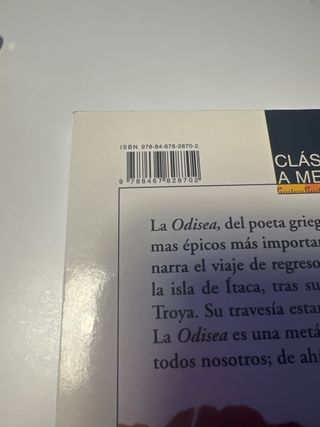 ISBN 978-84-678-2870-2
9 788467 828702
CLÁS
A ME
La Odisea, del poeta grieg
mas épicos más importan
narra el viaje de regreso
la isla de Ítaca, tras su
Troya. Su travesía estar
La Odisea es una metá
todos nosotros; de ahí